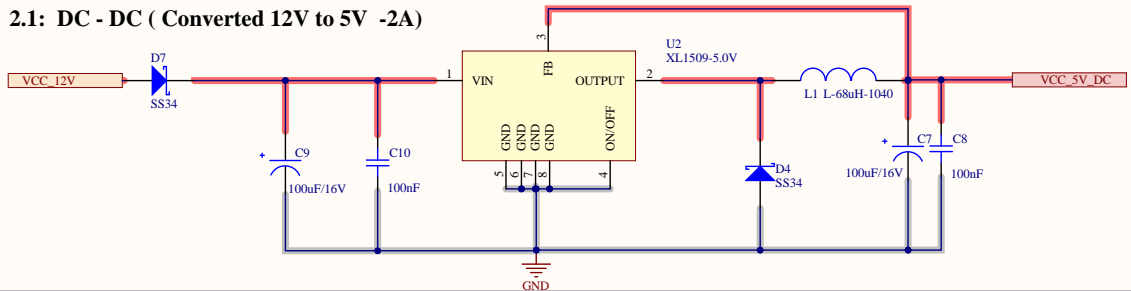 2.1: DC - DC ( Converted 12V to 5V -2A)
VCC_12V
D7
SS34
+
C9
100uF/16V
C10
100nF
1
VIN
3
FB
U2
XL1509-5.0V
OUTPUT
2
GND
GND
GND
GND
ON/OFF
5
6
7
8
4
GND
D4
SS34
L1 L-68uH-1040
+
C7
100uF/16V
C8
100nF
VCC_5V_DC